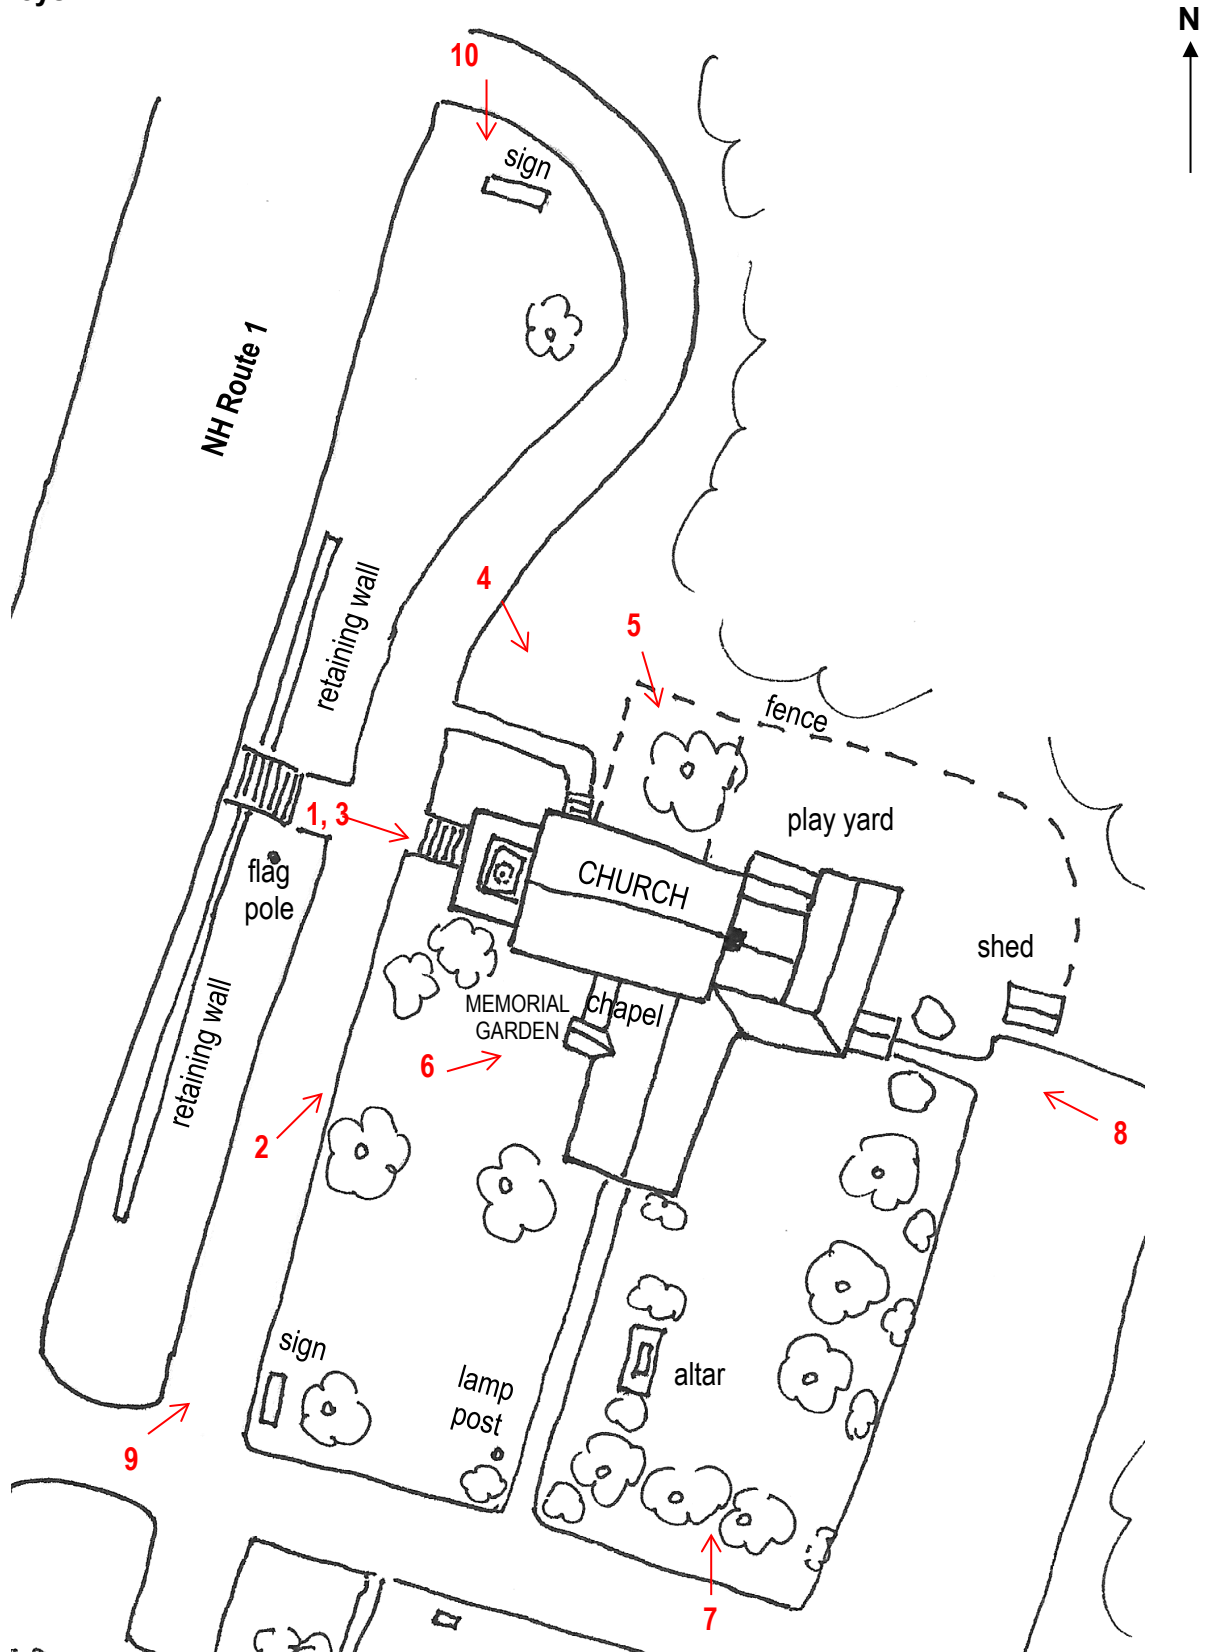 N
10
sign
NH Route 1
retaining wall
4
5
fence
1, 3
play yard
flag
pole
CHURCH
shed
MEMORIAL
GARDEN
chapel
retaining wall
6
2
8
sign
altar
lamp
post
9
7